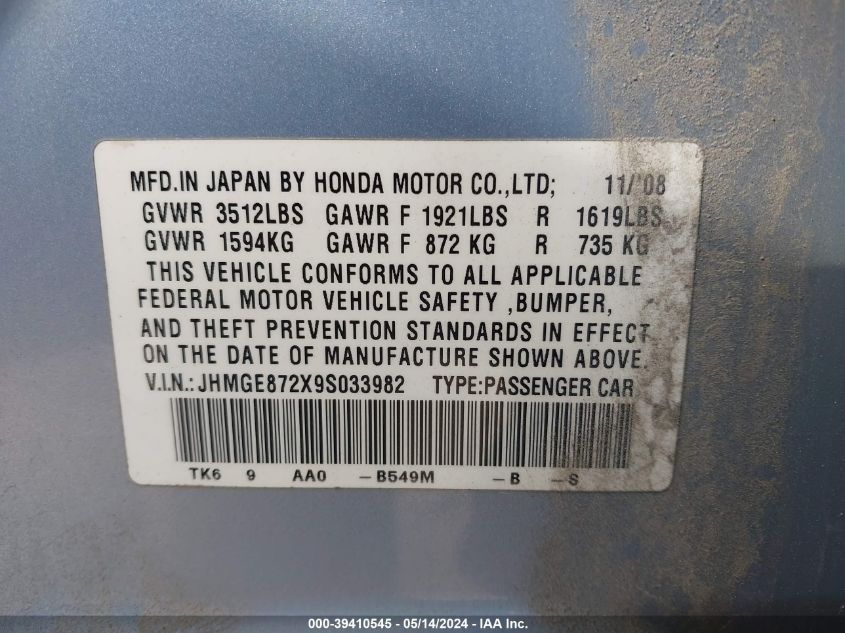 MFD.IN JAPAN BY HONDA MOTOR CO.,LTD; 11/'08
GVWR 3512LBS GAWR F 1921LBS R 1619LBS
GVWR 1594KG GAWR F 872 KG R 735 KG
THIS VEHICLE CONFORMS TO ALL APPLICABLE
FEDERAL MOTOR VEHICLE SAFETY ,BUMPER,
AND THEFT PREVENTION STANDARDS IN EFFECT
ON THE DATE OF MANUFACTURE SHOWN ABOVE.
V.I.N.: JHMGE872X9S033982 TYPE:PASSENGER CAR
TK6 9 AA0 -B549M -B -S
000-39410545 - 05/14/2024 - IAA Inc.